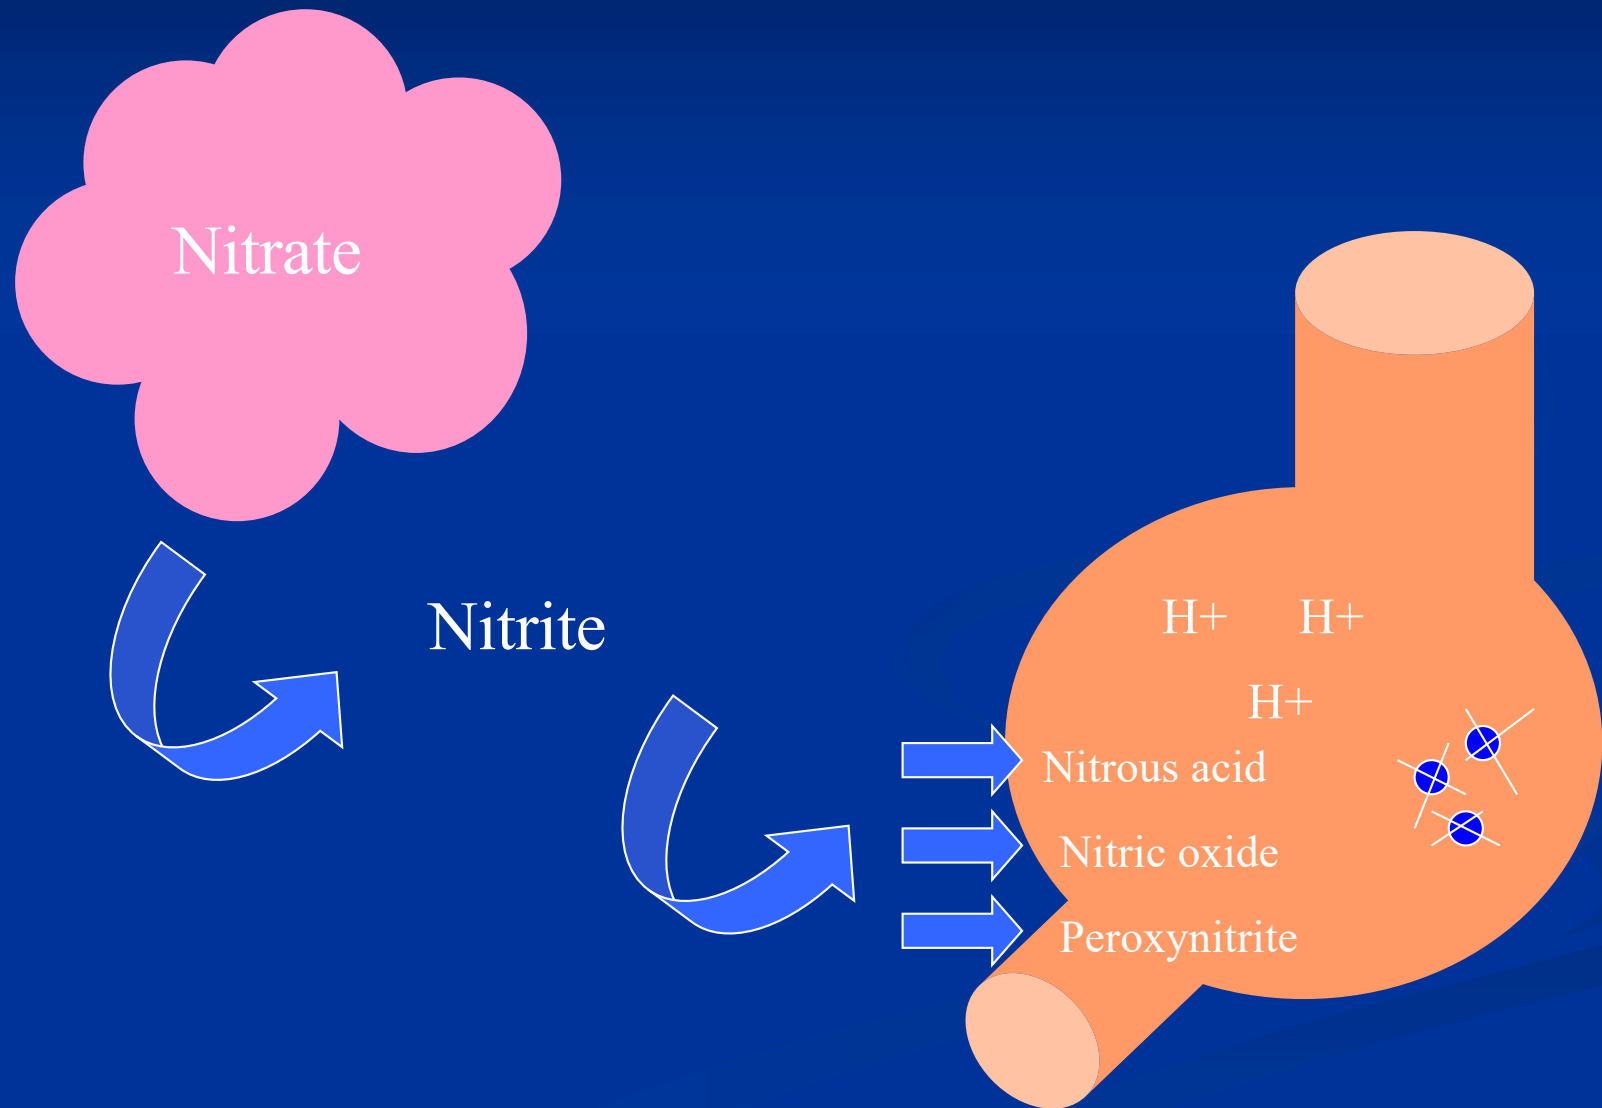 Nitrate
Nitrite
H+ H+
H+
Nitrous acid
Nitric oxide
Peroxynitrite